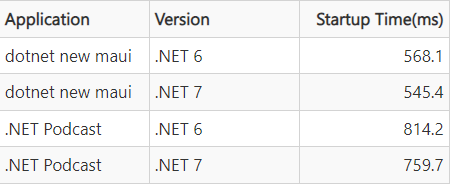 Application Version Startup Time(ms)
dotnet new maui .NET 6 568.1
dotnet new maui .NET 7 545.4
.NET Podcast .NET 6 814.2
.NET Podcast .NET 7 759.7